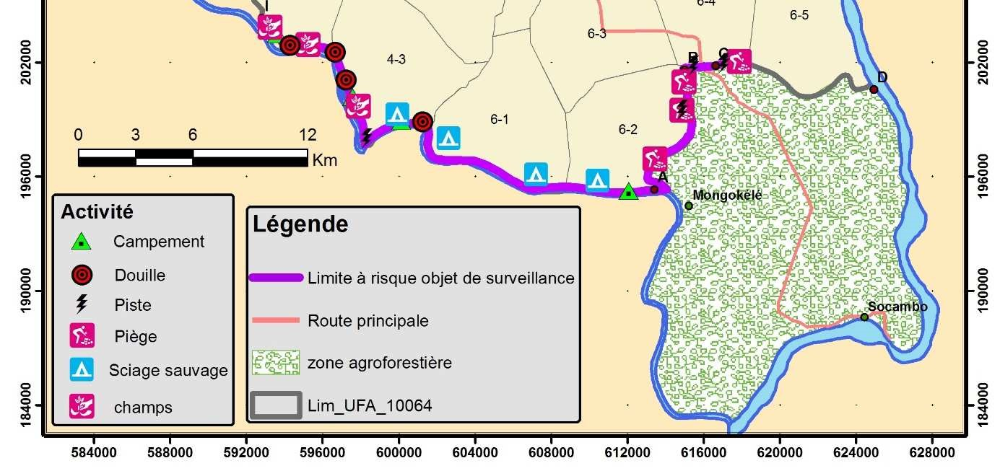 I
6-4
6-5
6-3
4-3
B
C
D
6-1
6-2
A
Mongokélé
Socambo
0 3 6 12
Km
Activité
Campement
Douille
Piste
Piège
Sciage sauvage
champs
Légende
Limite à risque objet de surveillance
Route principale
zone agroforestière
Lim_UFA_10064
202000
196000
190000
184000
202000
196000
190000
184000
584000 588000 592000 596000 600000 604000 608000 612000 616000 620000 624000 628000